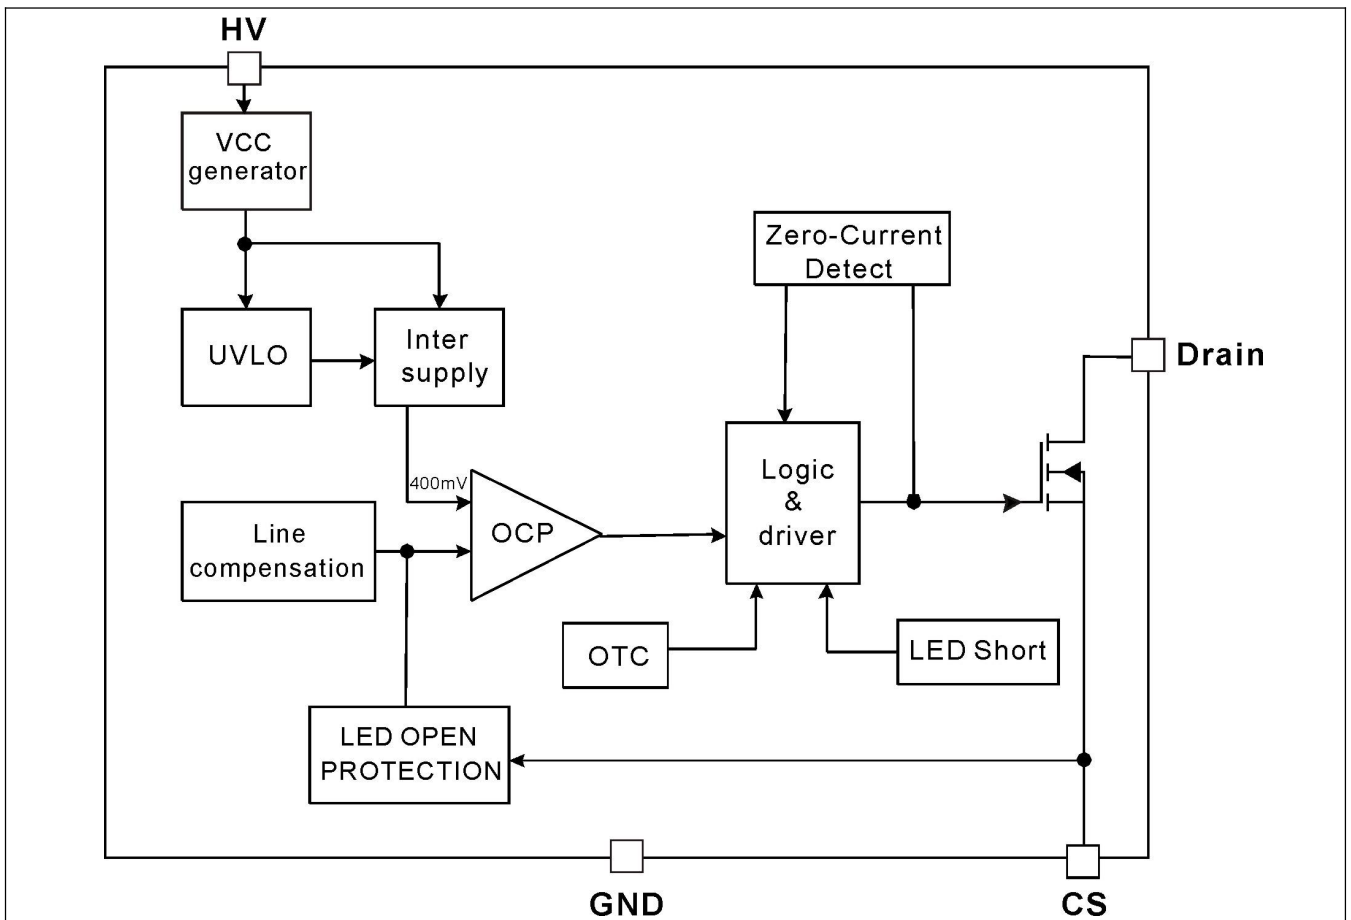 HV
VCC
generator
Zero-Current
Detect
UVLO
Inter
supply
Drain
400mV
Logic
&
driver
OCP
Line
compensation
OTC
LED Short
LED OPEN
PROTECTION
GND
CS